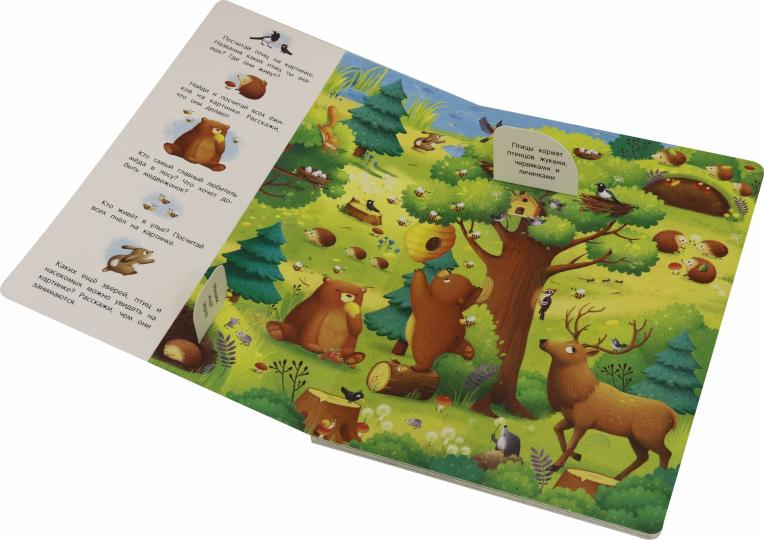 Посчитай птиц на картинке.
Названия каких птиц ты зна-
ешь? Где они живут?
Найди и посчитай всех ёжи-
ков на картинке. Расскажи,
что они делают.
Кто самый главный любитель
мёда в лесу? Что хочет до-
быть медвежонок?
Кто живёт в улье? Посчитай
всех пчёл на картинке.
Каких ещё зверей, птиц и
насекомых можно увидеть на
картинке? Расскажи, чем они
занимаются.
Птицы кормят
птенцов жуками,
червяками и
личинками